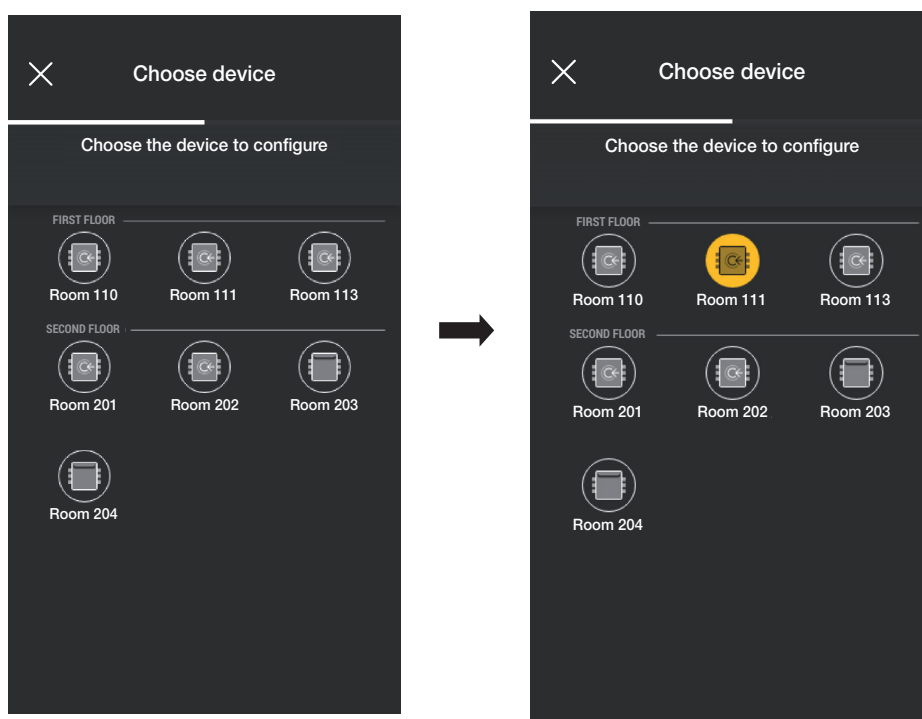 Choose device
Choose the device to configure
FIRST FLOOR
Room 110 Room 111 Room 113
SECOND FLOOR
Room 201 Room 202 Room 203
Room 204
Choose device
Choose the device to configure
FIRST FLOOR
Room 110 Room 111 Room 113
SECOND FLOOR
Room 201 Room 202 Room 203
Room 204